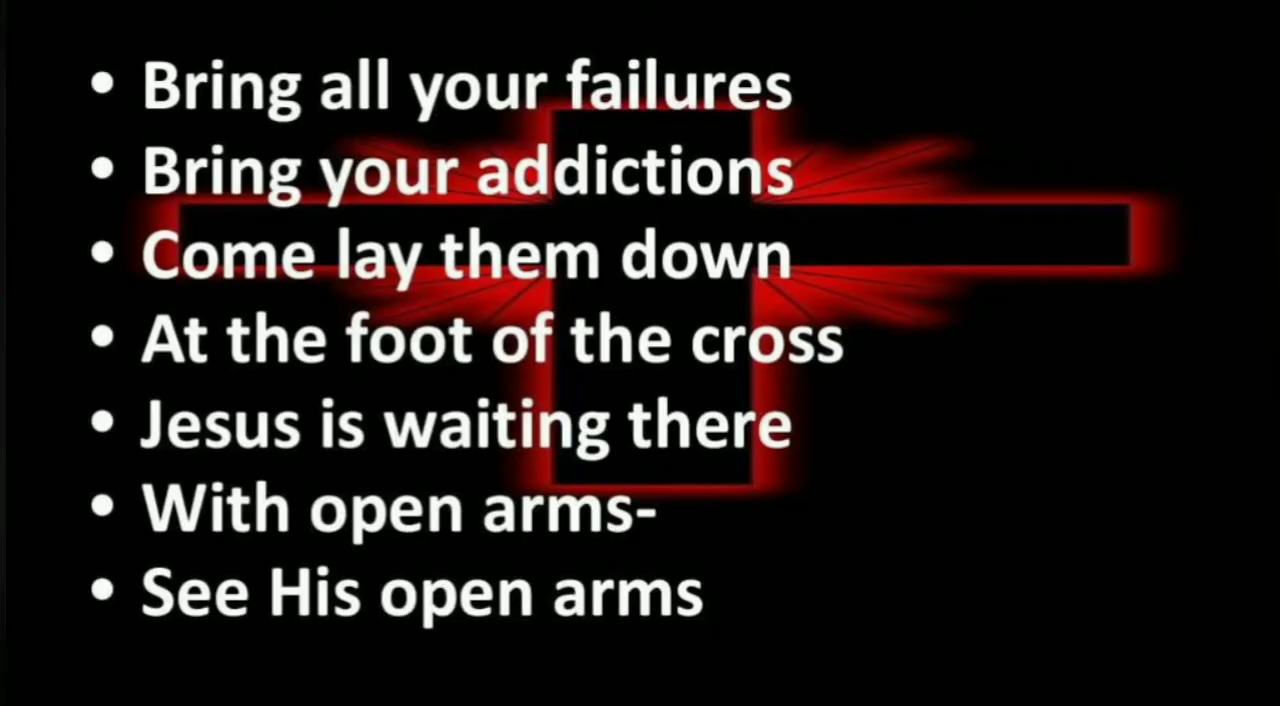 • Bring all your failures
• Bring your addictions
• Come lay them down
• At the foot of the cross
• Jesus is waiting there
• With open arms-
• See His open arms